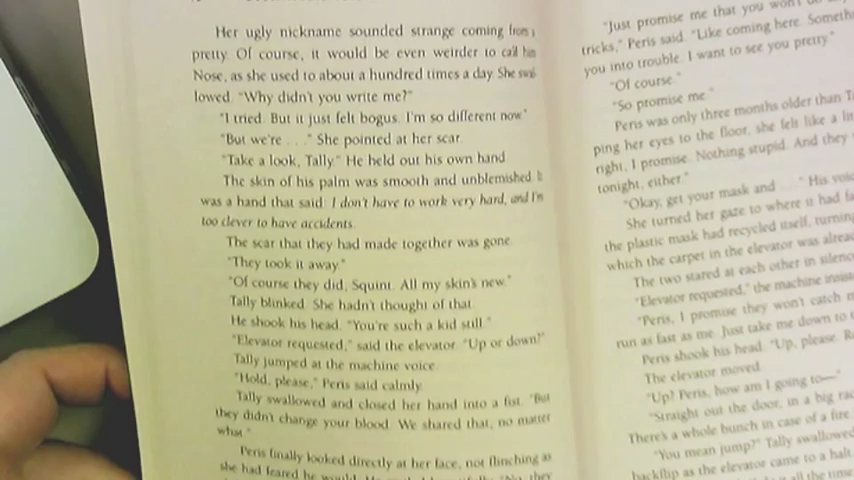 Her ugly nickname sounded strange coming from a
pretty. Of course, it would be even weirder to call him
Nose, as she used to about a hundred times a day. She swal-
lowed. "Why didn't you write me?"
"I tried. But it just felt bogus. I'm so different now."
"But we're . . ." She pointed at her scar.
"Take a look, Tally." He held out his own hand.
The skin of his palm was smooth and unblemished. It
was a hand that said: I don't have to work very hard, and I'm
too clever to have accidents.
The scar that they had made together was gone.
"They took it away."
"Of course they did, Squint. All my skin's new."
Tally blinked. She hadn't thought of that.
He shook his head. "You're such a kid still."
"Elevator requested," said the elevator. "Up or down?"
Tally jumped at the machine voice.
"Hold, please," Peris said calmly.
Tally swallowed and closed her hand into a fist. "But
they didn't change your blood. We shared that, no matter
what."
Peris finally looked directly at her face, not flinching as
she had feared he would.
"Just promise me that you won't do
tricks," Peris said. "Like coming here.
you into trouble. I want to see you pretty."
"Of course."
"So promise me."
Peris was only three months older than
ping her eyes to the floor, she felt like a
right, I promise. Nothing stupid. And they
tonight, either."
"Okay, get your mask and . . ." His
She turned her gaze to where it had
the plastic mask had recycled itself, turning
which the carpet in the elevator was
The two stared at each other in
"Elevator requested," the machine
"Peris, I promise they won't catch
run as fast as me. Just take me down to
Peris shook his head. "Up, please.
The elevator moved.
"Up? Peris, how am I going to—"
"Straight out the door, in a big
There's a whole bunch in case of a fire.
"You mean jump?" Tally swallowed
backflip as the elevator came to a halt.
all the time